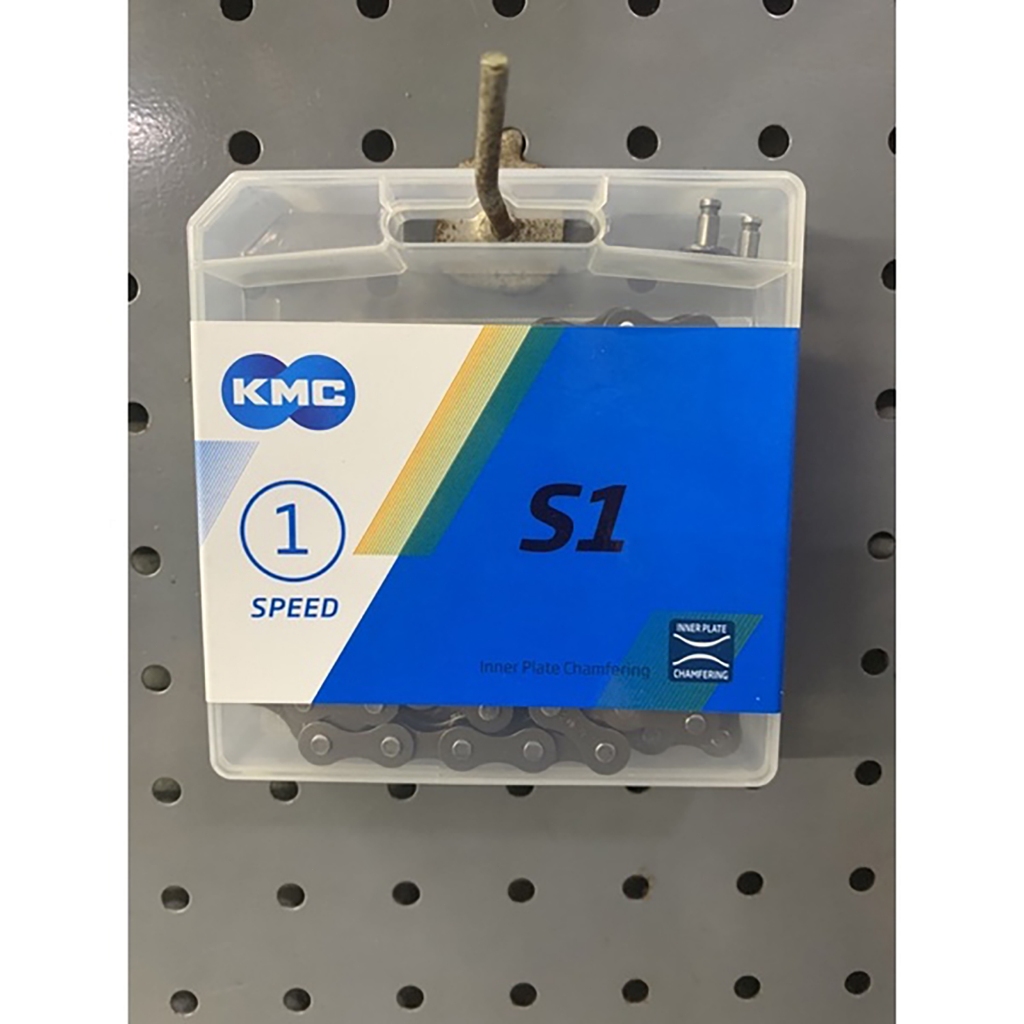 KMC
1
SPEED
S1
Inner Plate Chamfering
INNER PLATE
CHAMFERING